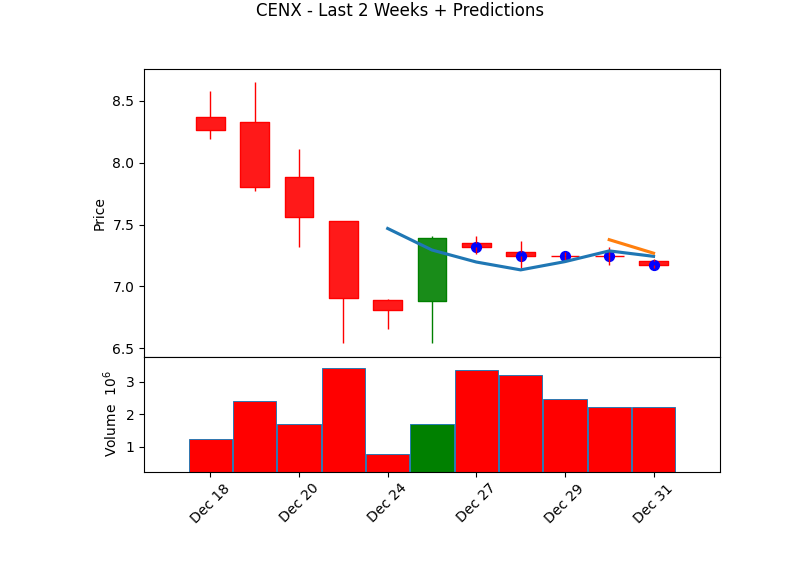 CENX - Last 2 Weeks + Predictions
8.5
8.0
7.5
7.0
6.5
Price
3
2
1
Volume 10^6
Dec 18
Dec 20
Dec 24
Dec 27
Dec 29
Dec 31